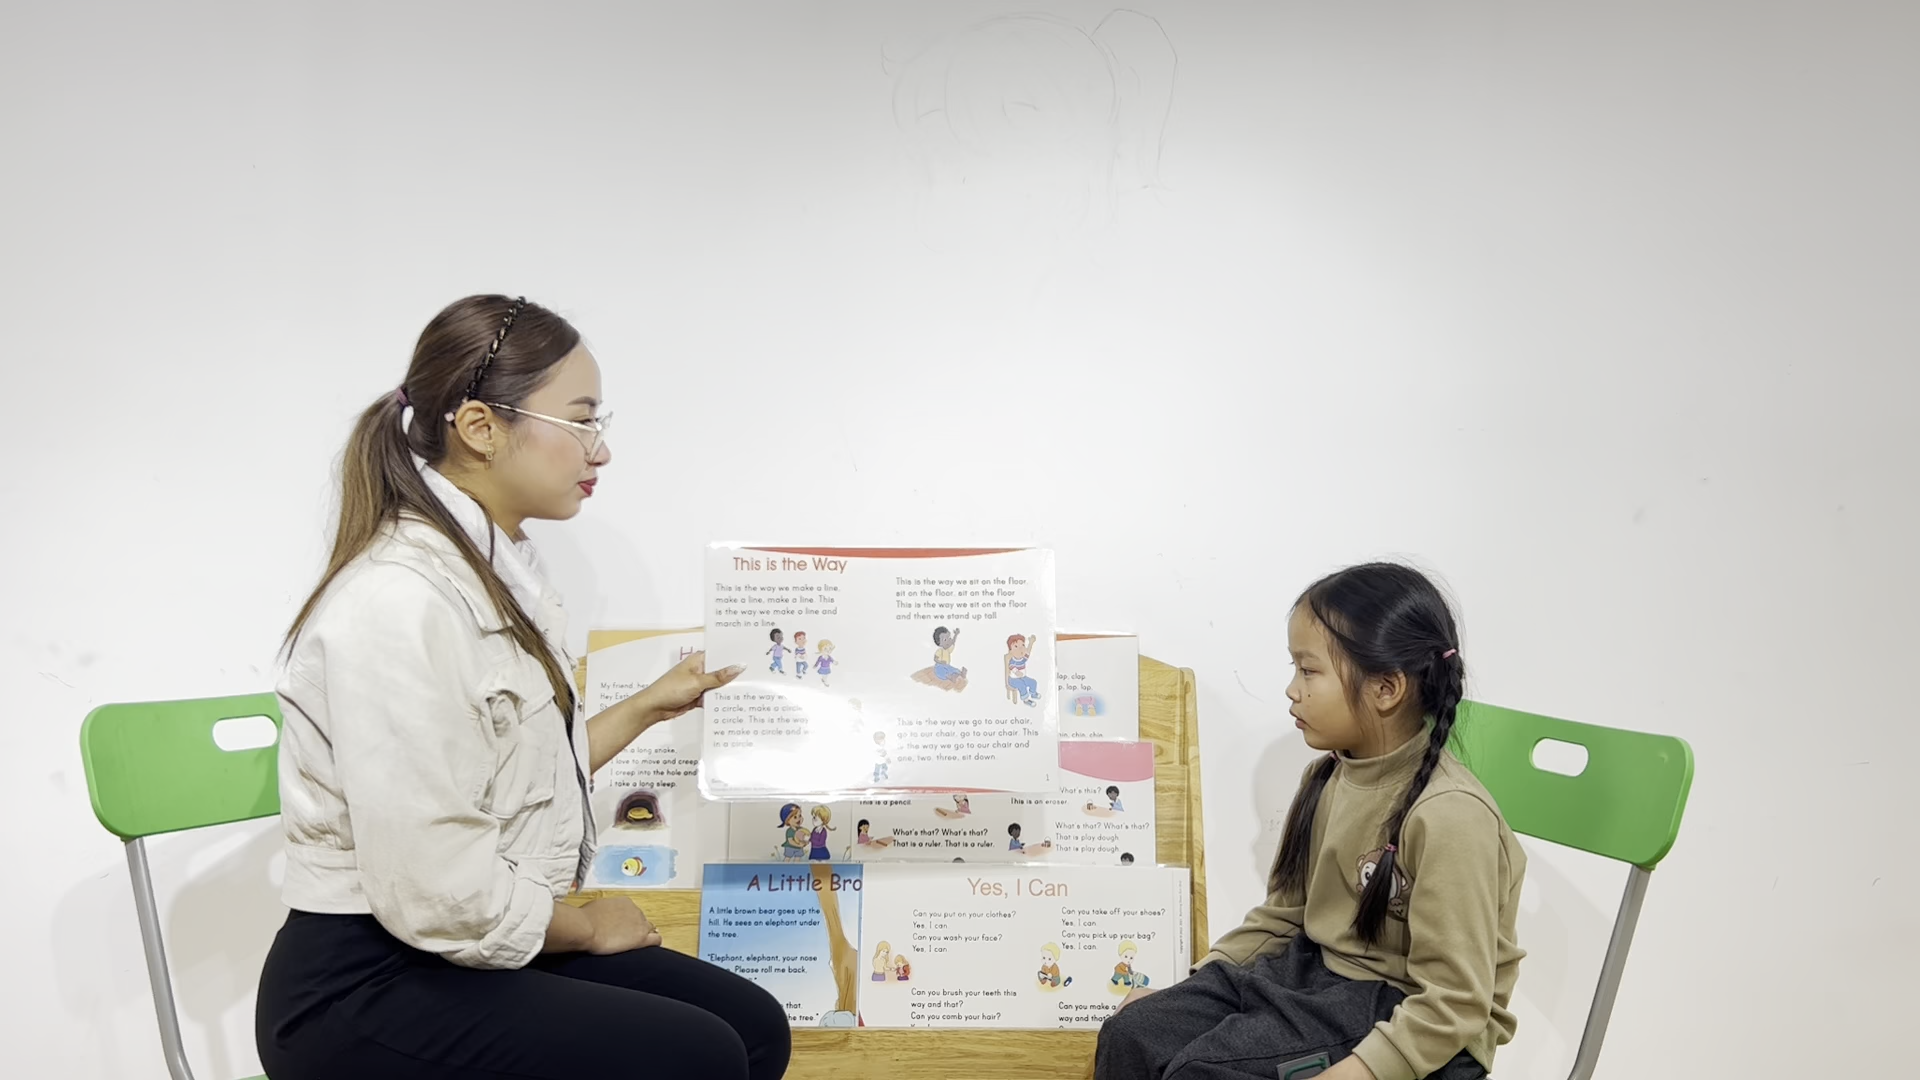 This is the Way
This is the way we make a line,
make a line, make a line. This
is the way we make a line and
march in a line.
This is the way
a circle, make a circle
a circle. This is the way
we make a circle and
in a circle
This is the way we sit on the floor,
sit on the floor, sit on the floor
This is the way we sit on the floor
and then we stand up tall
This is the way we go to our chair,
go to our chair, go to our chair. This
is the way we go to our chair and
one, two, three, sit down
1
My friend,
Hey
a long snake,
I love to move and creep
I creep into the hole and
I take a long sleep.
lap, clap
p, lap, lap.
chin, chin
This is a pencil.
This is an eraser.
What's that? What's that?
That is a ruler. That is a ruler.
What's this?
What's that? What's that?
That is play dough
That is play dough
A Little Bro
A little brown bear goes up the
hill. He sees an elephant under
the tree.
"Elephant, elephant, your nose
Please roll me back.
that.
the tree."
Yes, I Can
Can you put on your clothes?
Yes, I can
Can you wash your face?
Yes, I can.
Can you brush your teeth this
way and that?
Can you comb your hair?
Can you take off your shoes?
Yes, I can
Can you pick up your bag?
Yes, I can.
Can you make a
way and that?